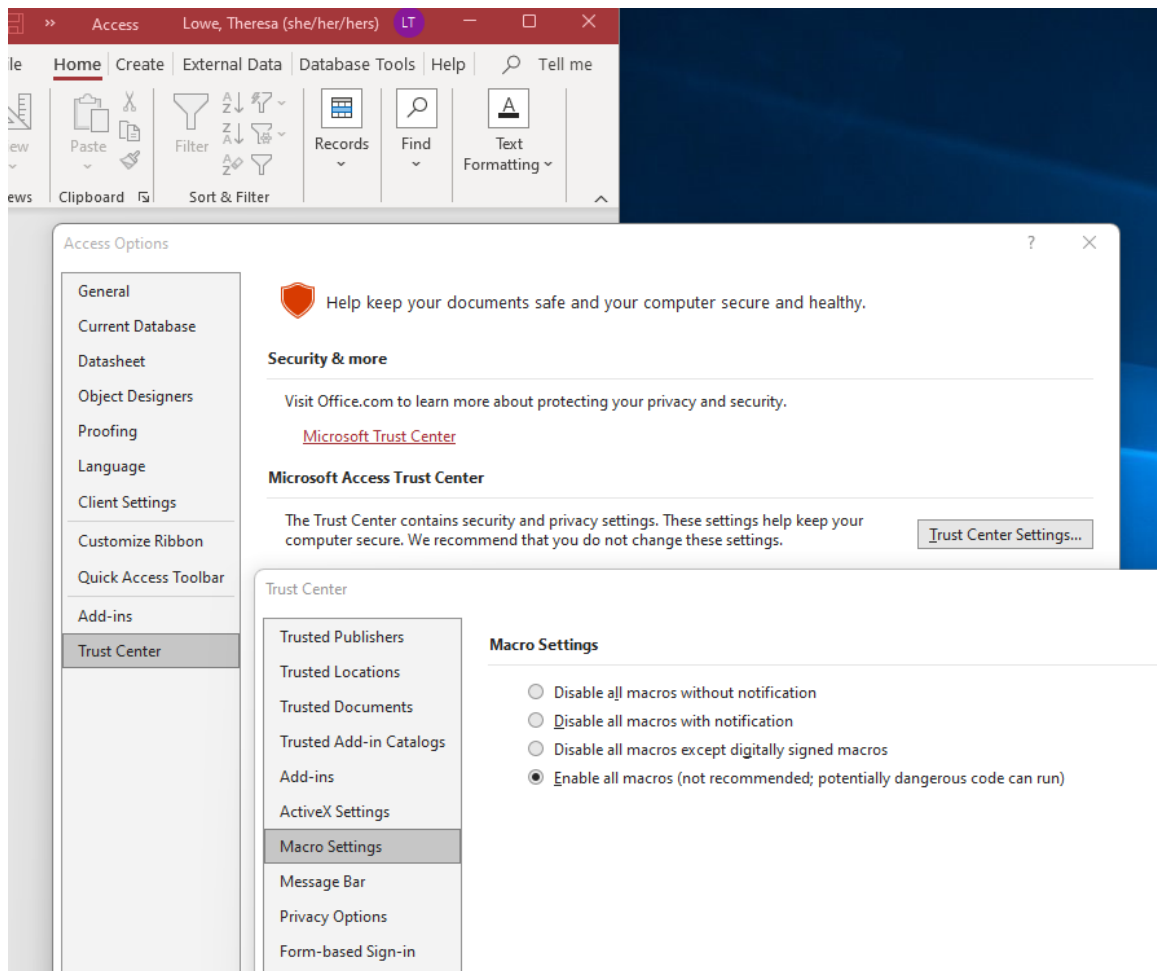 » Access Lowe, Theresa (she/her/hers) LT
le Home Create External Data Database Tools Help Tell me
ew Paste Filter Records Find Text Formatting
ews Clipboard Sort & Filter
Access Options ?
General
Current Database
Datasheet
Object Designers
Proofing
Language
Client Settings
Customize Ribbon
Quick Access Toolbar
Add-ins
Trust Center
Help keep your documents safe and your computer secure and healthy.
Security & more
Visit Office.com to learn more about protecting your privacy and security.
Microsoft Trust Center
Microsoft Access Trust Center
The Trust Center contains security and privacy settings. These settings help keep your
computer secure. We recommend that you do not change these settings.
Trust Center Settings...
Trust Center
Trusted Publishers
Trusted Locations
Trusted Documents
Trusted Add-in Catalogs
Add-ins
ActiveX Settings
Macro Settings
Message Bar
Privacy Options
Form-based Sign-in
Macro Settings
Disable all macros without notification
Disable all macros with notification
Disable all macros except digitally signed macros
Enable all macros (not recommended; potentially dangerous code can run)